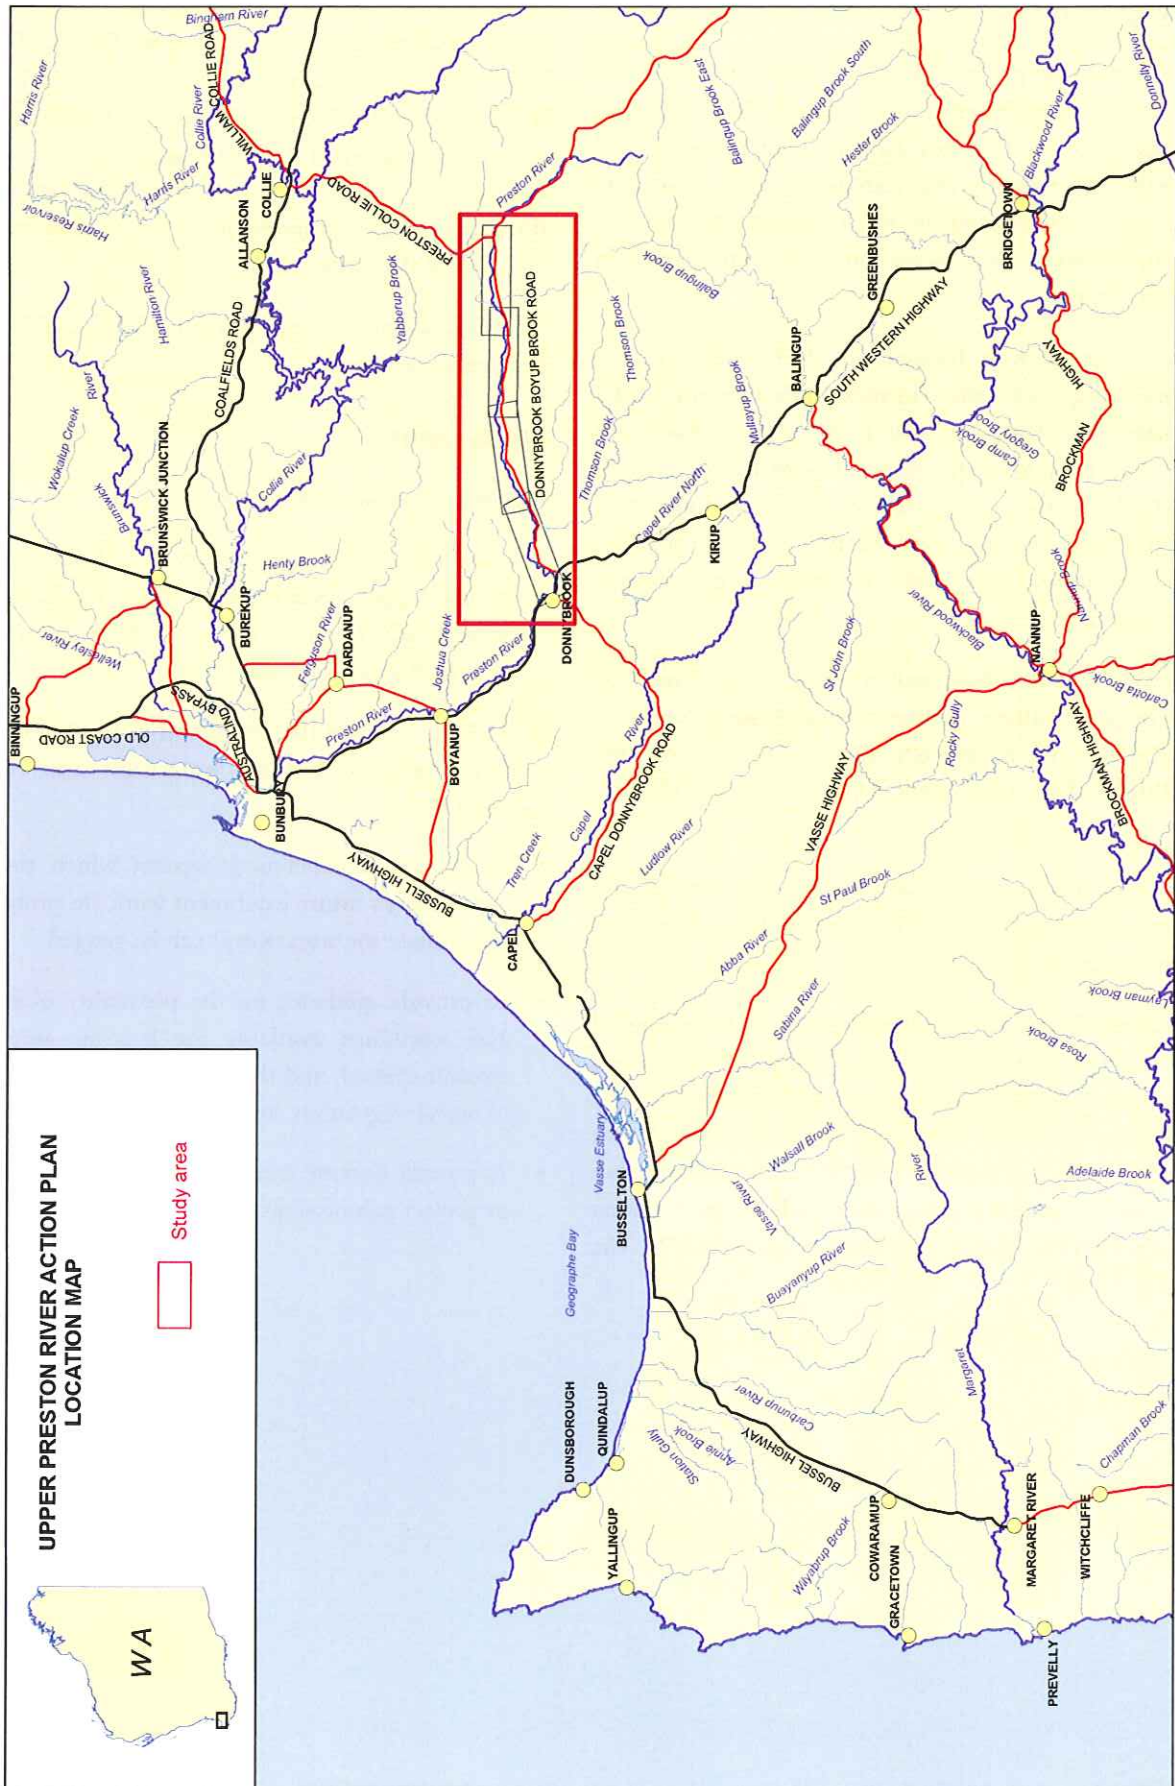 UPPER PRESTON RIVER ACTION PLAN
LOCATION MAP
Study area
WA
BINNINGUP
OLD COAST ROAD
AUSTRALIND BYPASS
Wellesley River
BRUNSWICK JUNCTION
Brunswick
River
Wokalup Creek
Hamilton River
Harris Reservoir
Harris River
Harris River
Collie River
Bingham River
WILLIAM COLLIE ROAD
COLLIE
ALLANSON
COALFIELDS ROAD
Collie River
BUREKUP
Henty Brook
Ferguson River
DARDANUP
BUNBURY
Preston River
BOYANUP
Joshua Creek
Preston River
Yabberup Brook
PRESTON COLLIE ROAD
Preston River
DONNYBROOK BOYUP BROOK ROAD
DONNYBROOK
BUSSELL HIGHWAY
CAPEL
Tren Creek
Capel
River
CAPEL DONNYBROOK ROAD
Ludlow River
Capel River North
KIRUP
Thomson Brook
Thomson Brook
Mullayup Brook
Balingup Brook
Balingup Brook East
Balingup Brook South
Hester Brook
BALINGUP
GREENBUSHES
SOUTH WESTERN HIGHWAY
BRIDGETOWN
Blackwood River
Donnelly River
Camp Brook
Gregory Brook
BROCKMAN
HIGHWAY
Blackwood River
Nannup Brook
NANNUP
Carlotta Brook
BROCKMAN HIGHWAY
Rocky Gully
St John Brook
VASSE HIGHWAY
St Paul Brook
Abba River
Sabina River
Layman Brook
Rosa Brook
Adelaide Brook
Geographe Bay
Vasse Estuary
BUSSELTON
Walsall Brook
Vasse River
Buayanyup River
River
Margaret
DUNSBOROUGH
QUINDALUP
YALLINGUP
Station Gully
Annie Brook
Carbunup River
BUSSEL HIGHWAY
Wilyabrup Brook
COWARAMUP
GRACETOWN
MARGARET RIVER
WITCHCLIFFE
Chapman Brook
PREVELLY